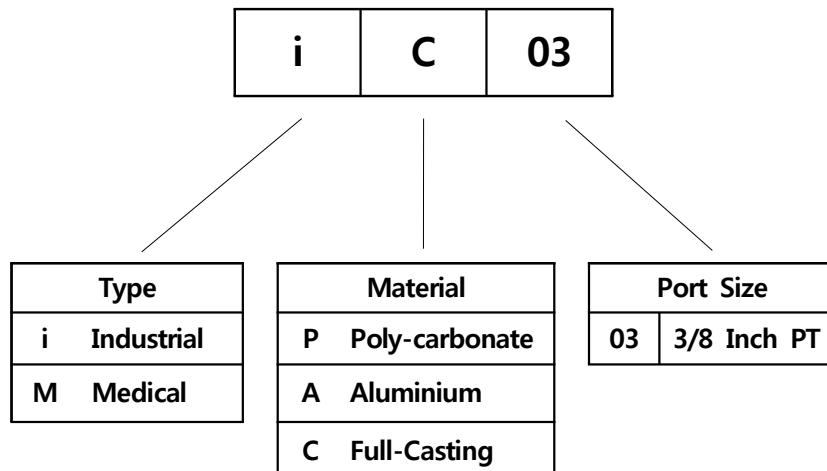 i C 03
Type
i Industrial
M Medical
Material
P Poly-carbonate
A Aluminium
C Full-Casting
Port Size
03 3/8 Inch PT